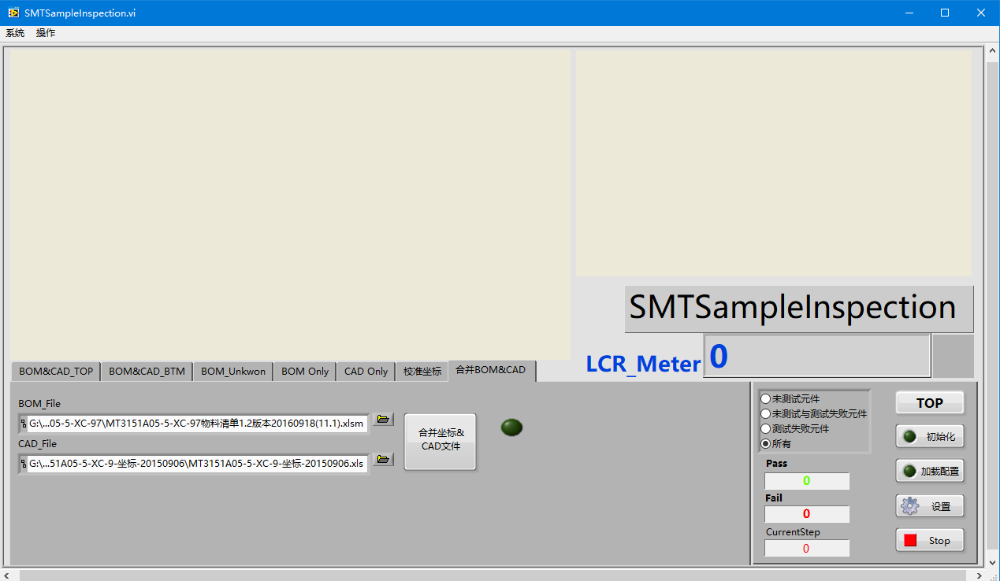 SMTSampleInspection.vi
系统 操作
SMTSampleInspection
LCR_Meter 0
BOM&CAD_TOP BOM&CAD_BTM BOM_Unkwon BOM Only CAD Only 校准坐标 合并BOM&CAD
BOM_File
G:\...05-5-XC-97\MT3151A05-5-XC-97物料清单1.2版本20160918(11.1).xlsm
CAD_File
G:\...51A05-5-XC-9-坐标-20150906\MT3151A05-5-XC-9-坐标-20150906.xls
合并坐标&
CAD文件
未测试元件
未测试与测试失败元件
测试失败元件
所有
Pass
0
Fail
0
CurrentStep
0
TOP
初始化
加载配置
设置
Stop